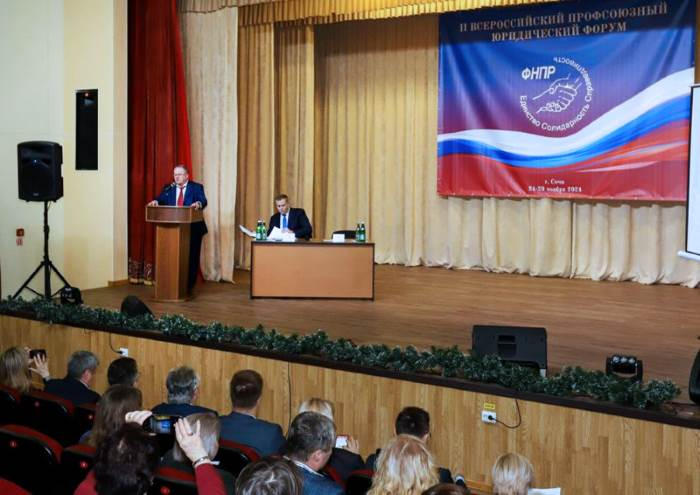 II ВСЕРОССИЙСКИЙ ПРОФСОЮЗНЫЙ
ЮРИДИЧЕСКИЙ ФОРУМ
ФНПР
Единство Солидарность Справедливость
г. Сочи
24-29 ноября 2024